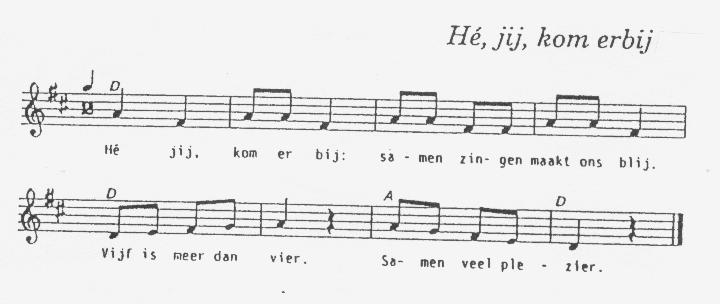 Hé, jij, kom erbij
D
Hé jij, kom er bij: sa - men zin- gen maakt ons blij.
D A D
Vijf is meer dan vier. Sa- men veel ple - zier.